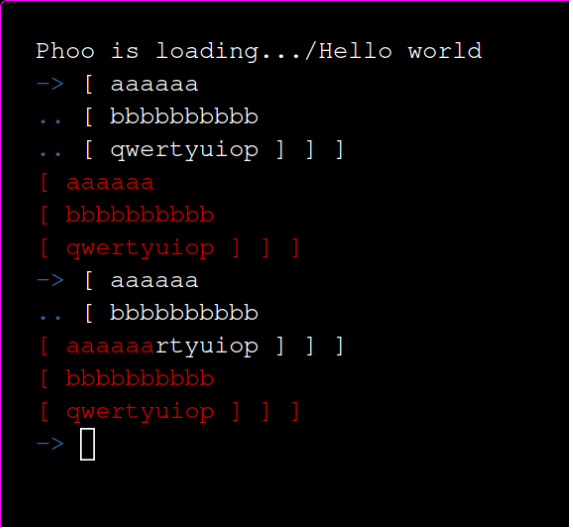 Phoo is loading.../Hello world
-> [ aaaaaa
.. [ bbbbbbbbbb
.. [ qwertyuiop ] ] ]
[ aaaaaa
[ bbbbbbbbbb
[ qwertyuiop ] ] ]
-> [ aaaaaa
.. [ bbbbbbbbbb
[ aaaaaartyuiop ] ] ]
[ bbbbbbbbbb
[ qwertyuiop ] ] ]
->